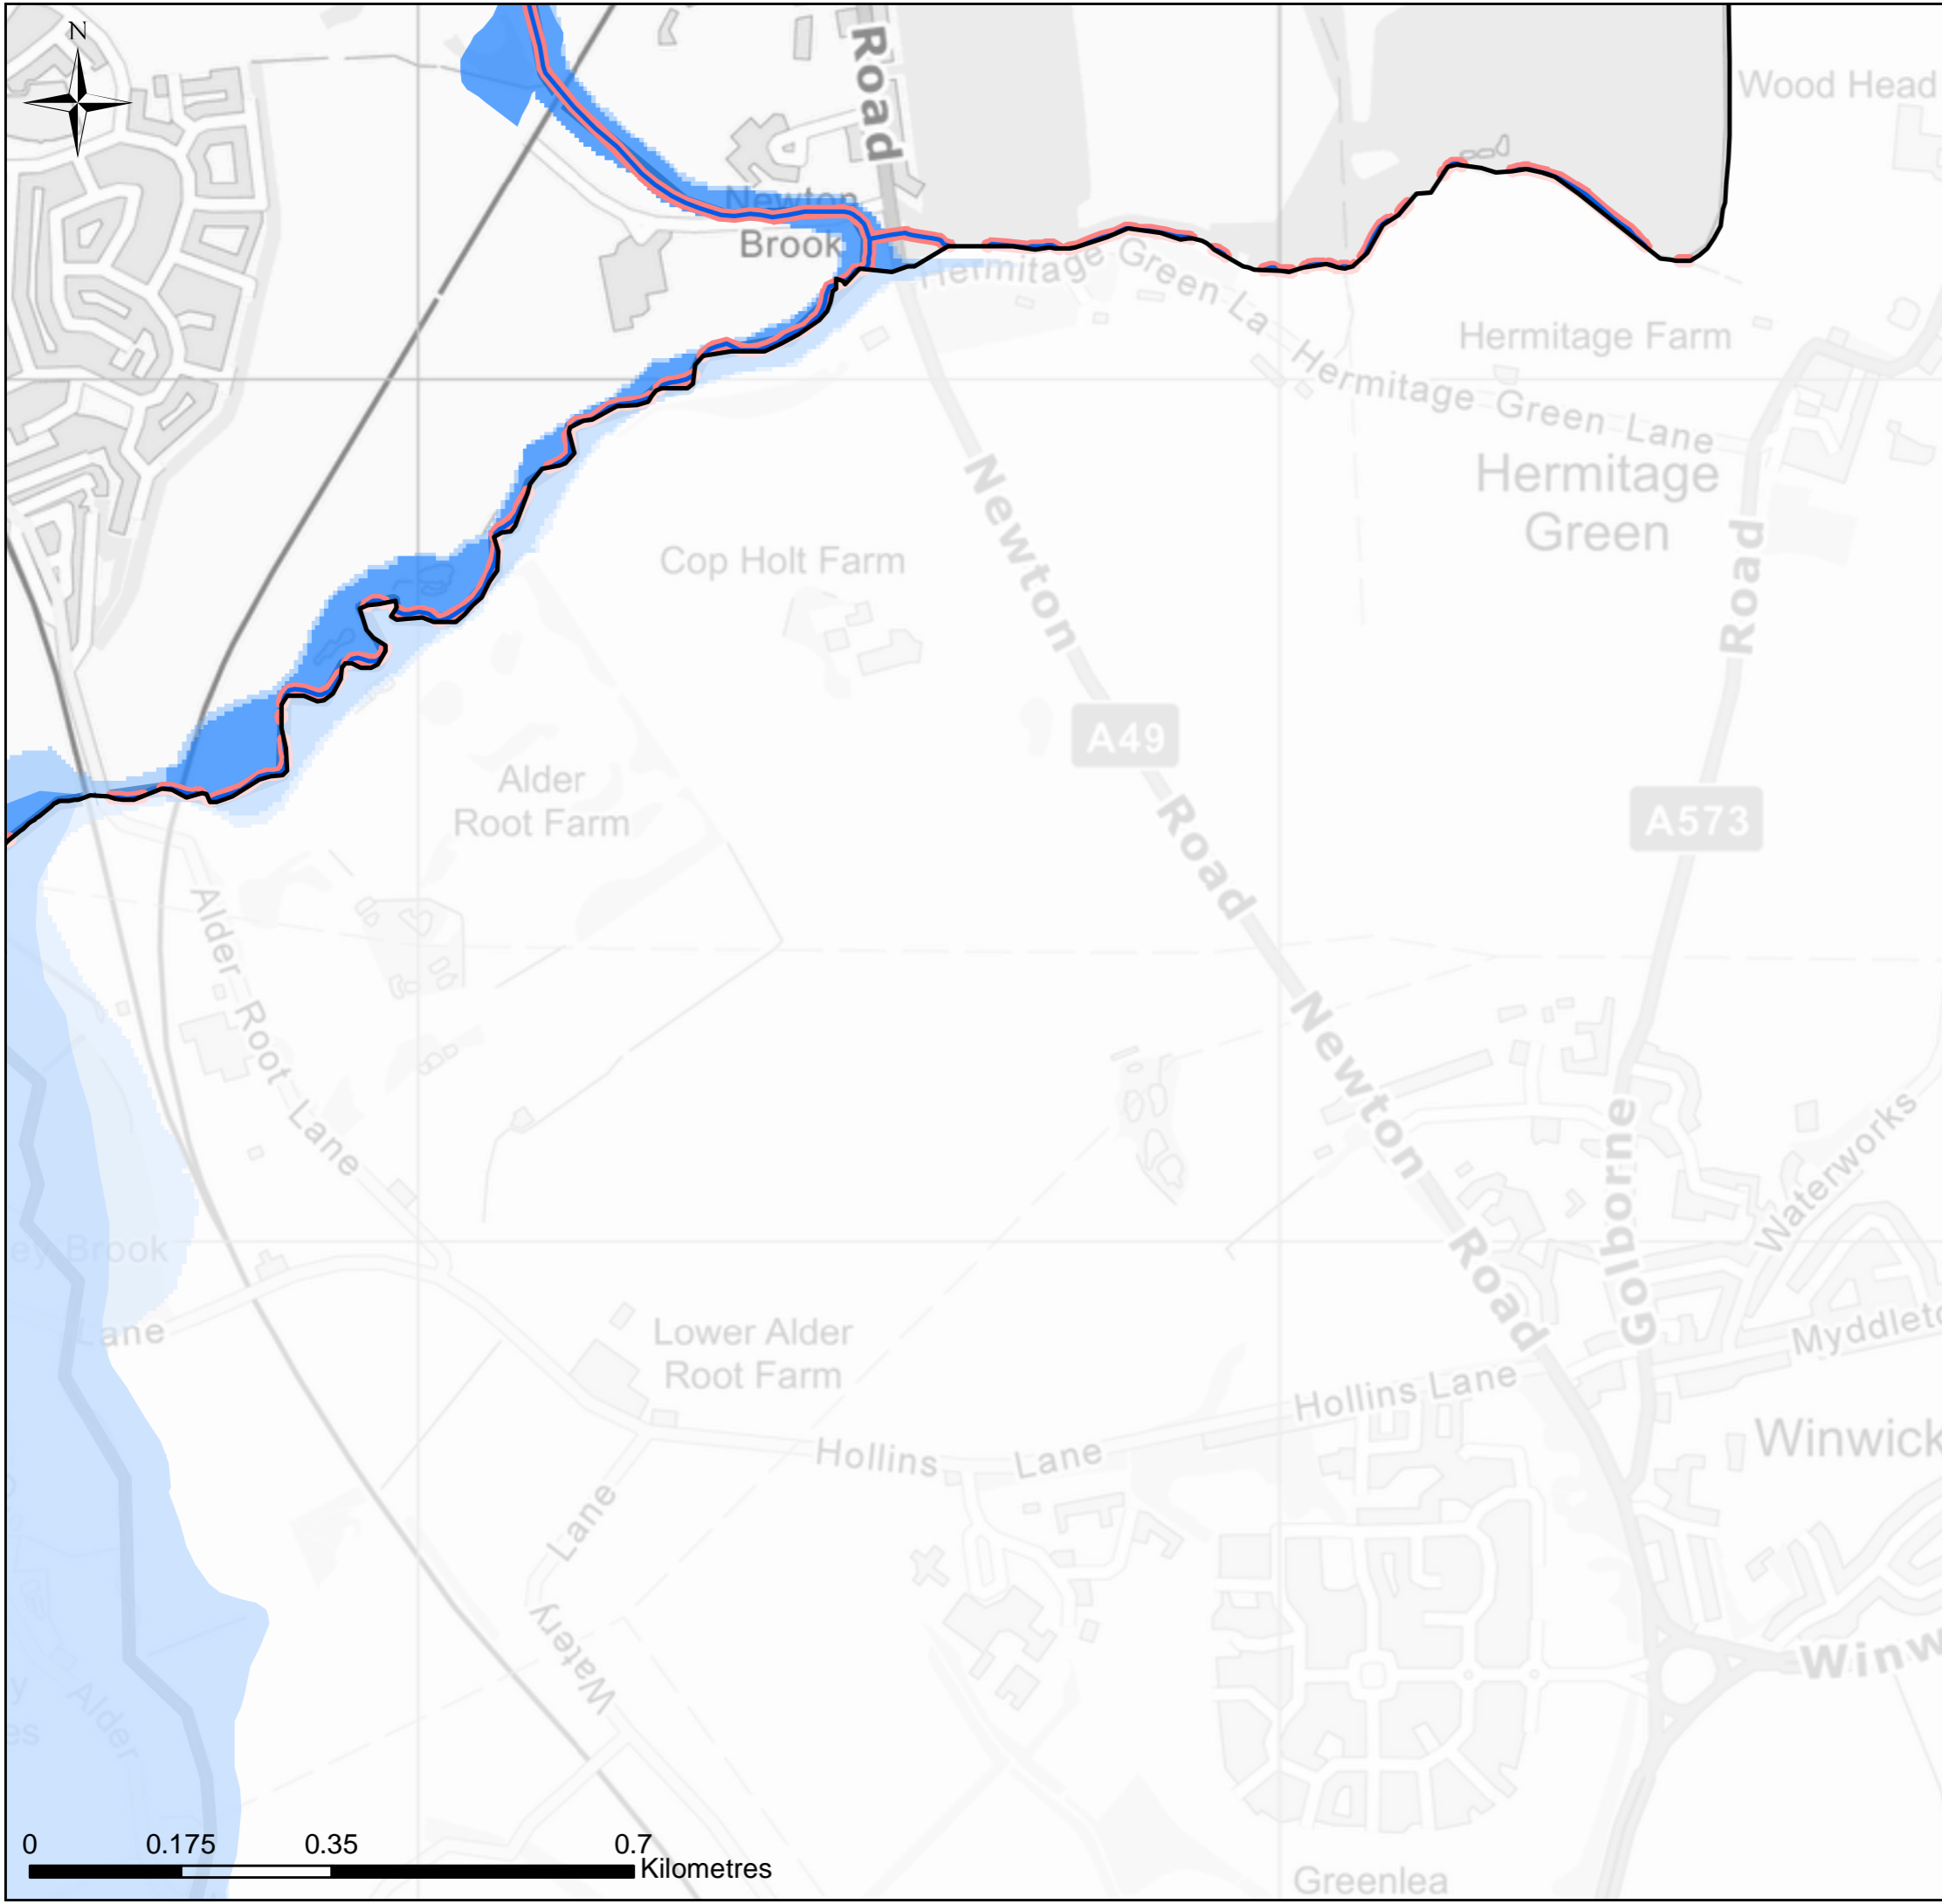 N
Road
Wood Head
Newton
Brook
Hermitage Green La
Hermitage Farm
Hermitage Green Lane
Hermitage
Green
Newton
Road
Cop Holt Farm
A49
Alder
Root Farm
A573
Road
Alder Root Lane
Newton
Golborne
Waterworks
ey Brook
Lane
Road
Lower Alder
Root Farm
Myddleto
Hollins Lane
Hollins Lane
Winwick
Lane
Watery
Winw
Alder
y
es
0 0.175 0.35 0.7
Kilometres
Greenlea